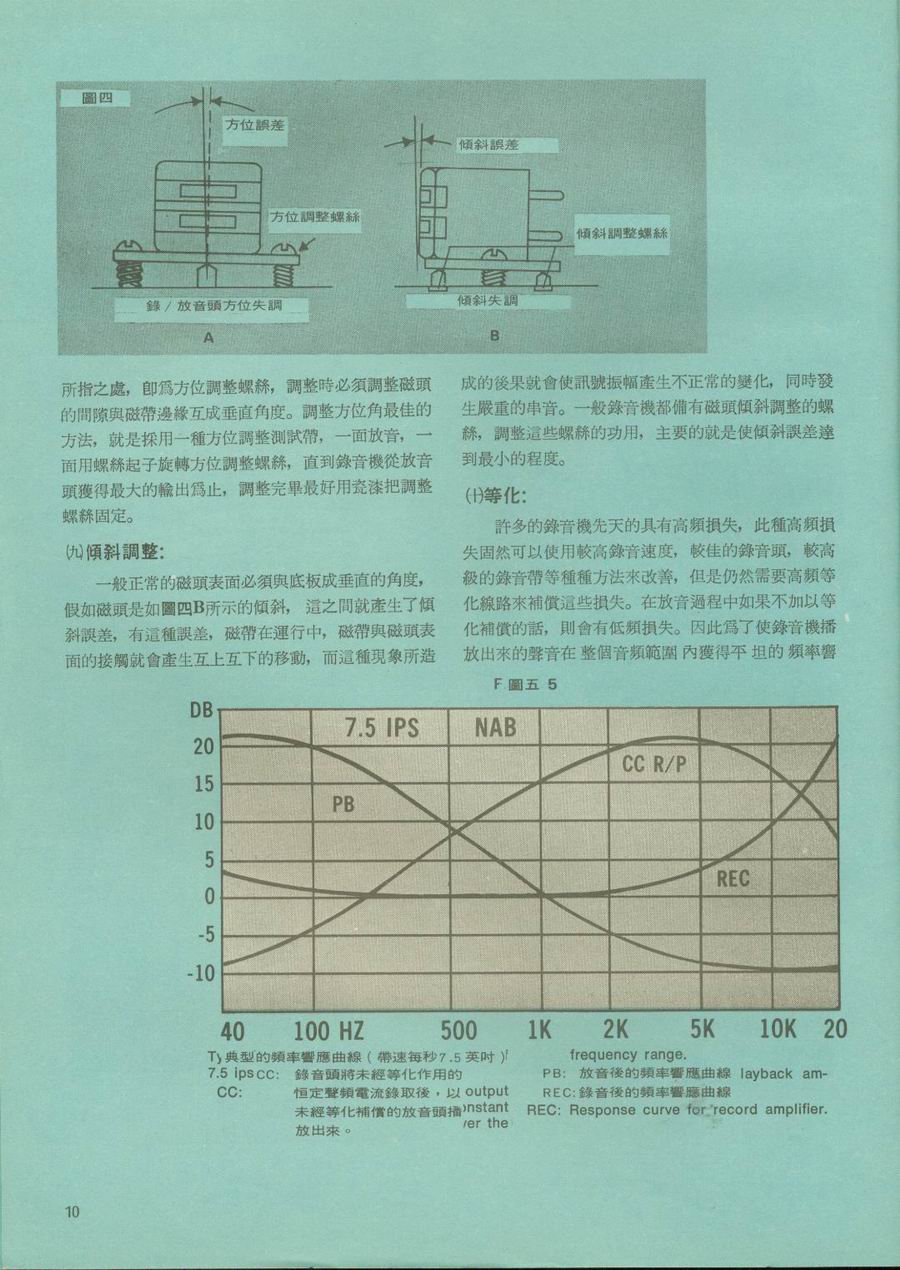 圖四
方位誤差
方位調整螺絲
錄/放音頭方位失調
A
傾斜誤差
傾斜調整螺絲
傾斜失調
B
所指之處，卽爲方位調整螺絲，調整時必須調整磁頭
的間隙與磁帶邊緣互成垂直角度。調整方位角最佳的
方法，就是採用一種方位調整測試帶，一面放音，一
面用螺絲起子旋轉方位調整螺絲，直到錄音機從放音
頭獲得最大的輸出爲止，調整完畢最好用瓷漆把調整
螺絲固定。
㈨傾斜調整：
一般正常的磁頭表面必須與底板成垂直的角度，
假如磁頭是如圖四B所示的傾斜，這之間就產生了傾
斜誤差，有這種誤差，磁帶在運行中，磁帶與磁頭表
面的接觸就會產生互上互下的移動，而這種現象所造
成的後果就會使訊號振幅產生不正常的變化，同時發
生嚴重的串音。一般錄音機都備有磁頭傾斜調整的螺
絲，調整這些螺絲的功用，主要的就是使傾斜誤差達
到最小的程度。
㈩等化：
許多的錄音機先天的具有高頻損失，此種高頻損
失固然可以使用較高錄音速度，較佳的錄音頭，較高
級的錄音帶等種種方法來改善，但是仍然需要高頻等
化線路來補償這些損失。在放音過程中如果不加以等
化補償的話，則會有低頻損失。因此爲了使錄音機播
放出來的聲音在 整個音頻範圍 內獲得平 坦的 頻率響
F 圖五 5
DB
20
15
10
5
0
-5
-10
7.5 IPS
NAB
PB
CC R/P
REC
40 100 HZ 500 1K 2K 5K 10K 20
Ty典型的頻率響應曲線（帶速每秒7.5英吋）
7.5 ips CC: 錄音頭將未經等化作用的
CC: 恒定聲頻電流錄取後，以 output
未經等化補償的放音頭播 onstant
放出來。 ver the
frequency range.
PB: 放音後的頻率響應曲線 layback am-
REC:錄音後的頻率響應曲線
REC: Response curve for record amplifier.
10